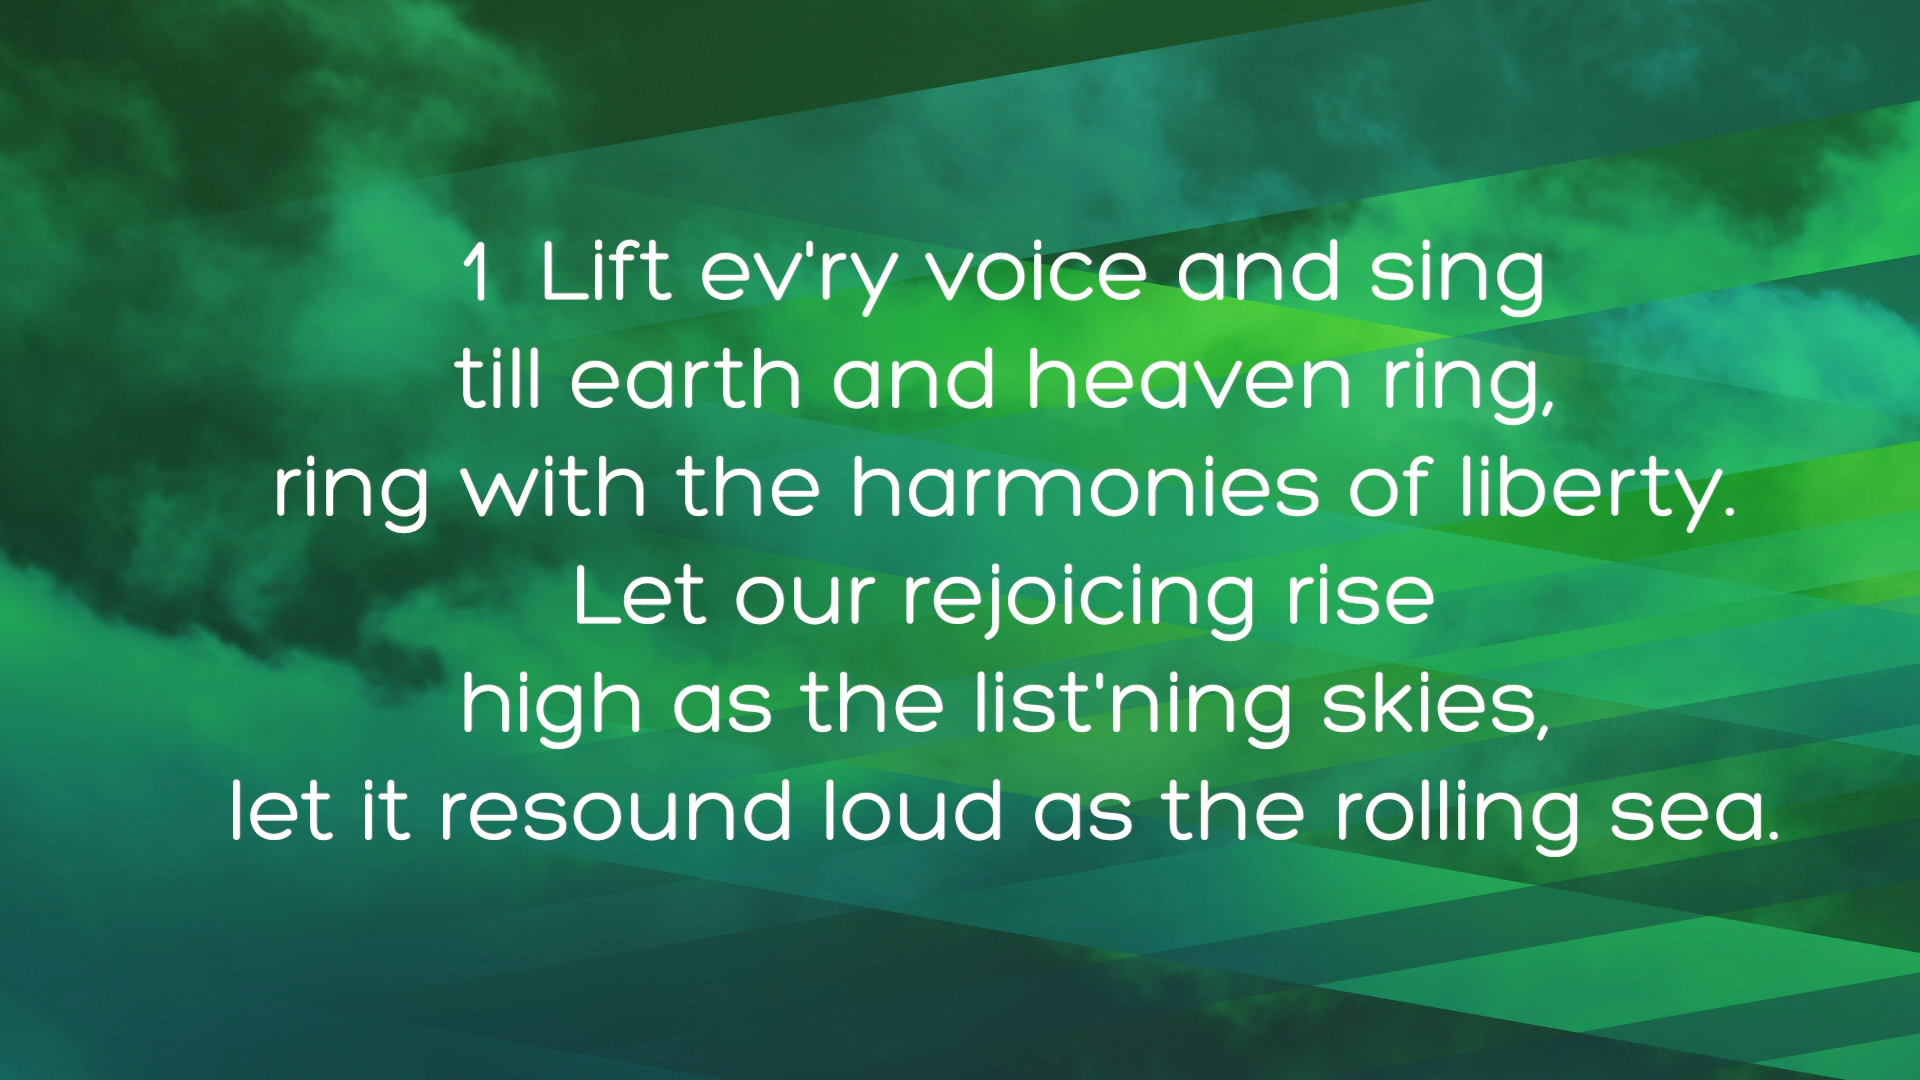 1 Lift ev'ry voice and sing
till earth and heaven ring,
ring with the harmonies of liberty.
Let our rejoicing rise
high as the list'ning skies,
let it resound loud as the rolling sea.